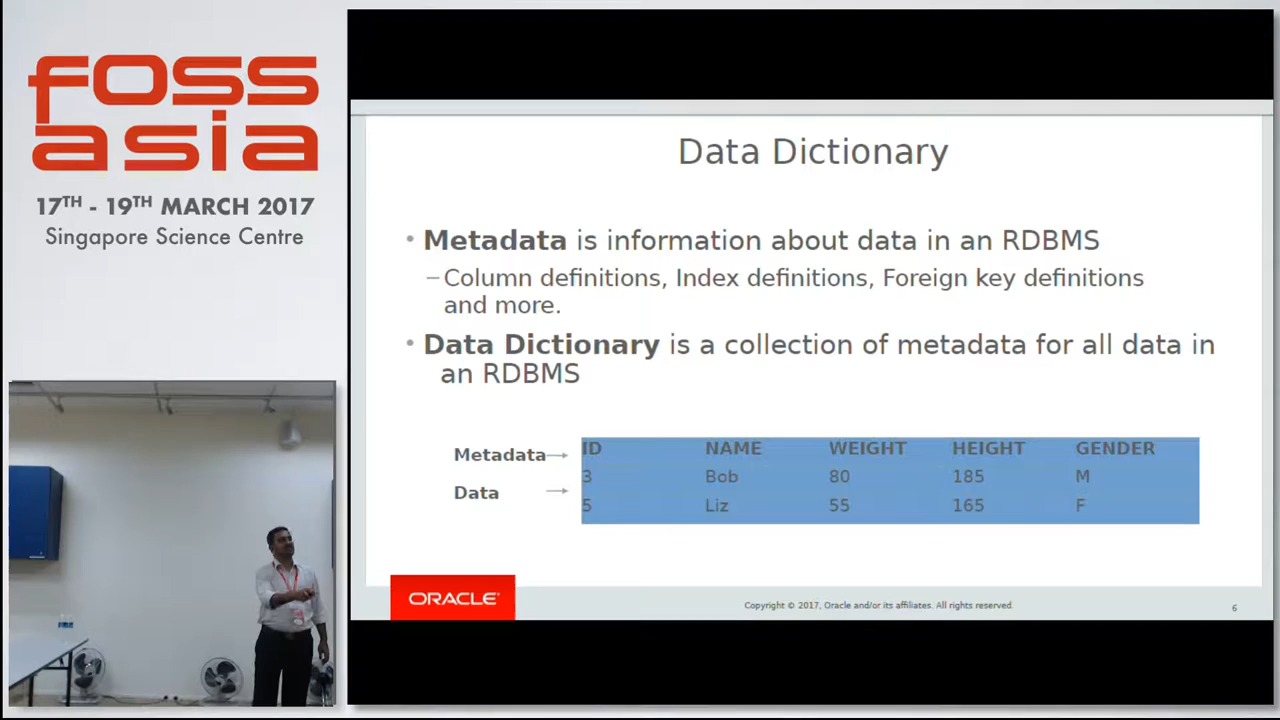 foss
asia
17TH - 19TH MARCH 2017
Singapore Science Centre
Data Dictionary
• Metadata is information about data in an RDBMS
– Column definitions, Index definitions, Foreign key definitions
and more.
• Data Dictionary is a collection of metadata for all data in
an RDBMS
Metadata ID NAME WEIGHT HEIGHT GENDER
3 Bob 80 185 M
Data
5 Liz 55 165 F
ORACLE
Copyright © 2017, Oracle and/or its affiliates. All rights reserved.
6